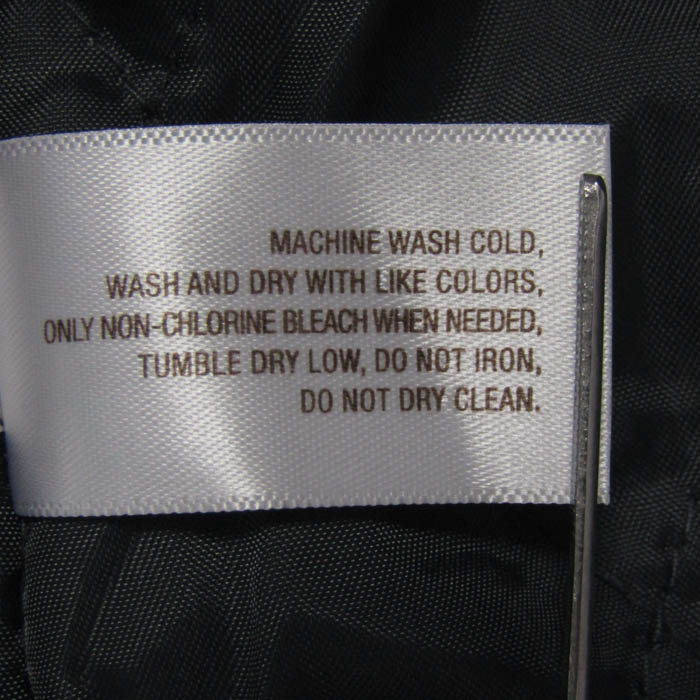 MACHINE WASH COLD,
WASH AND DRY WITH LIKE COLORS,
ONLY NON-CHLORINE BLEACH WHEN NEEDED,
TUMBLE DRY LOW, DO NOT IRON,
DO NOT DRY CLEAN.